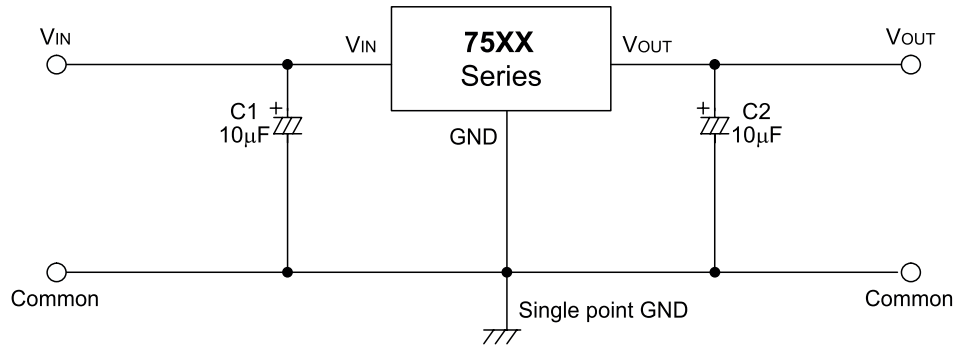 VIN
VIN
75XX
Series
VOUT
VOUT
+
C1
10μF
GND
+
C2
10μF
Common
Single point GND
Common